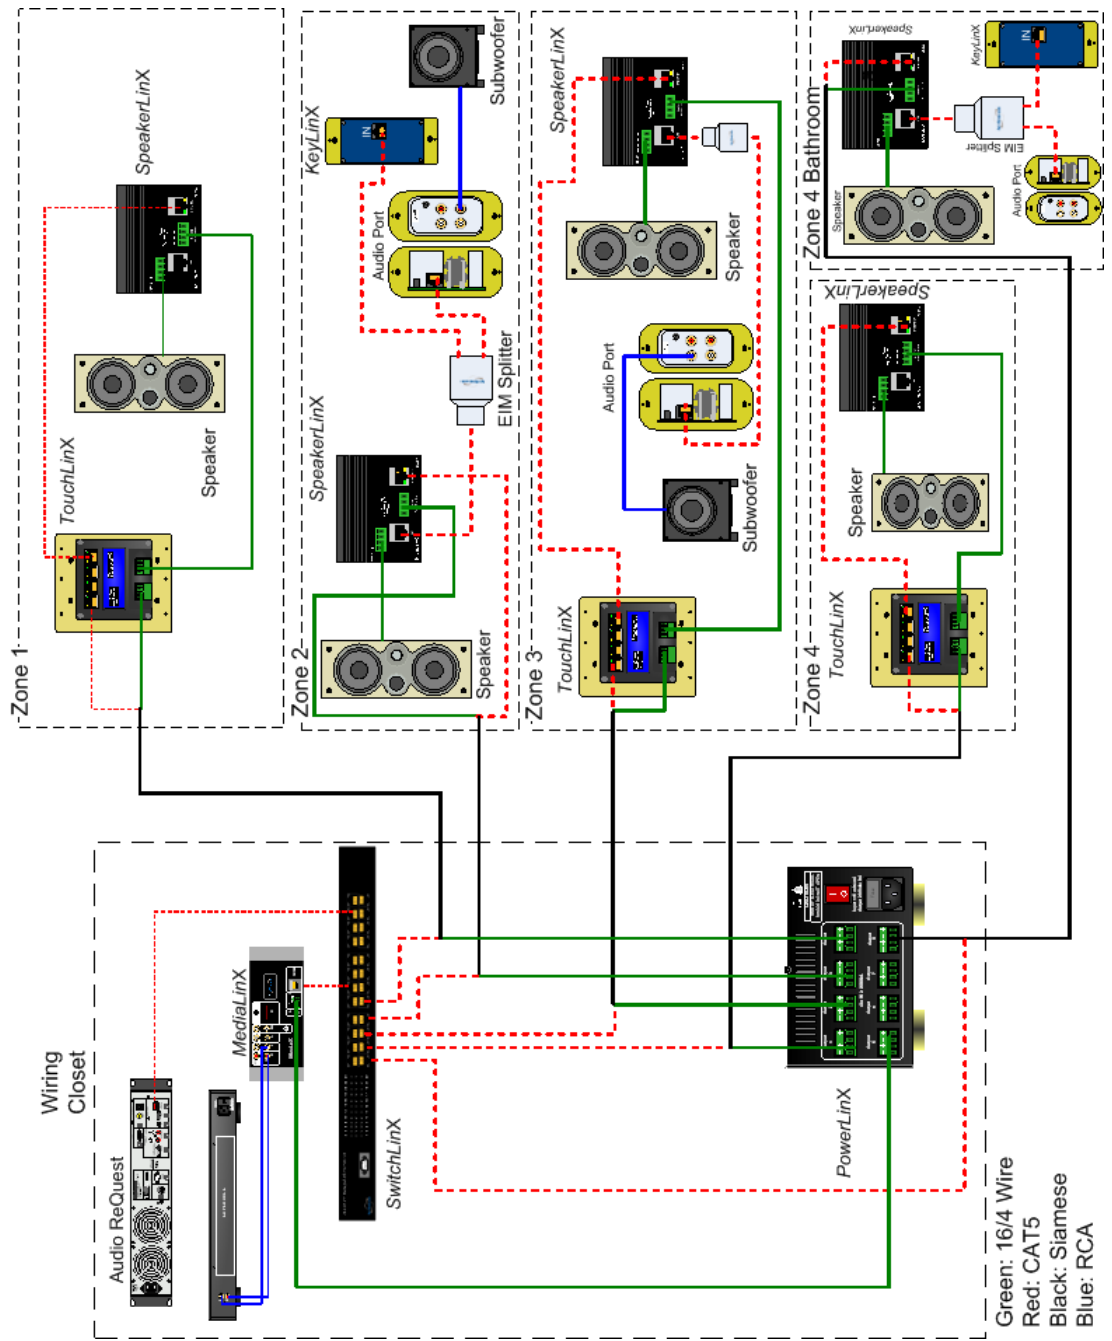 Zone 1
TouchLinX
Speaker
SpeakerLinX
Zone 2
Speaker
SpeakerLinX
EIM Splitter
Audio Port
KeyLinX
IN
Subwoofer
Zone 3
TouchLinX
Subwoofer
Audio Port
Speaker
SpeakerLinX
Zone 4
TouchLinX
Speaker
SpeakerLinX
Zone 4 Bathroom
Speaker
SpeakerLinX
EIM Splitter
Audio Port
KeyLinX
IN
Wiring
Closet
Audio ReQuest
MediaLinX
SwitchLinX
PowerLinX
Green: 16/4 Wire
Red: CAT5
Black: Siamese
Blue: RCA